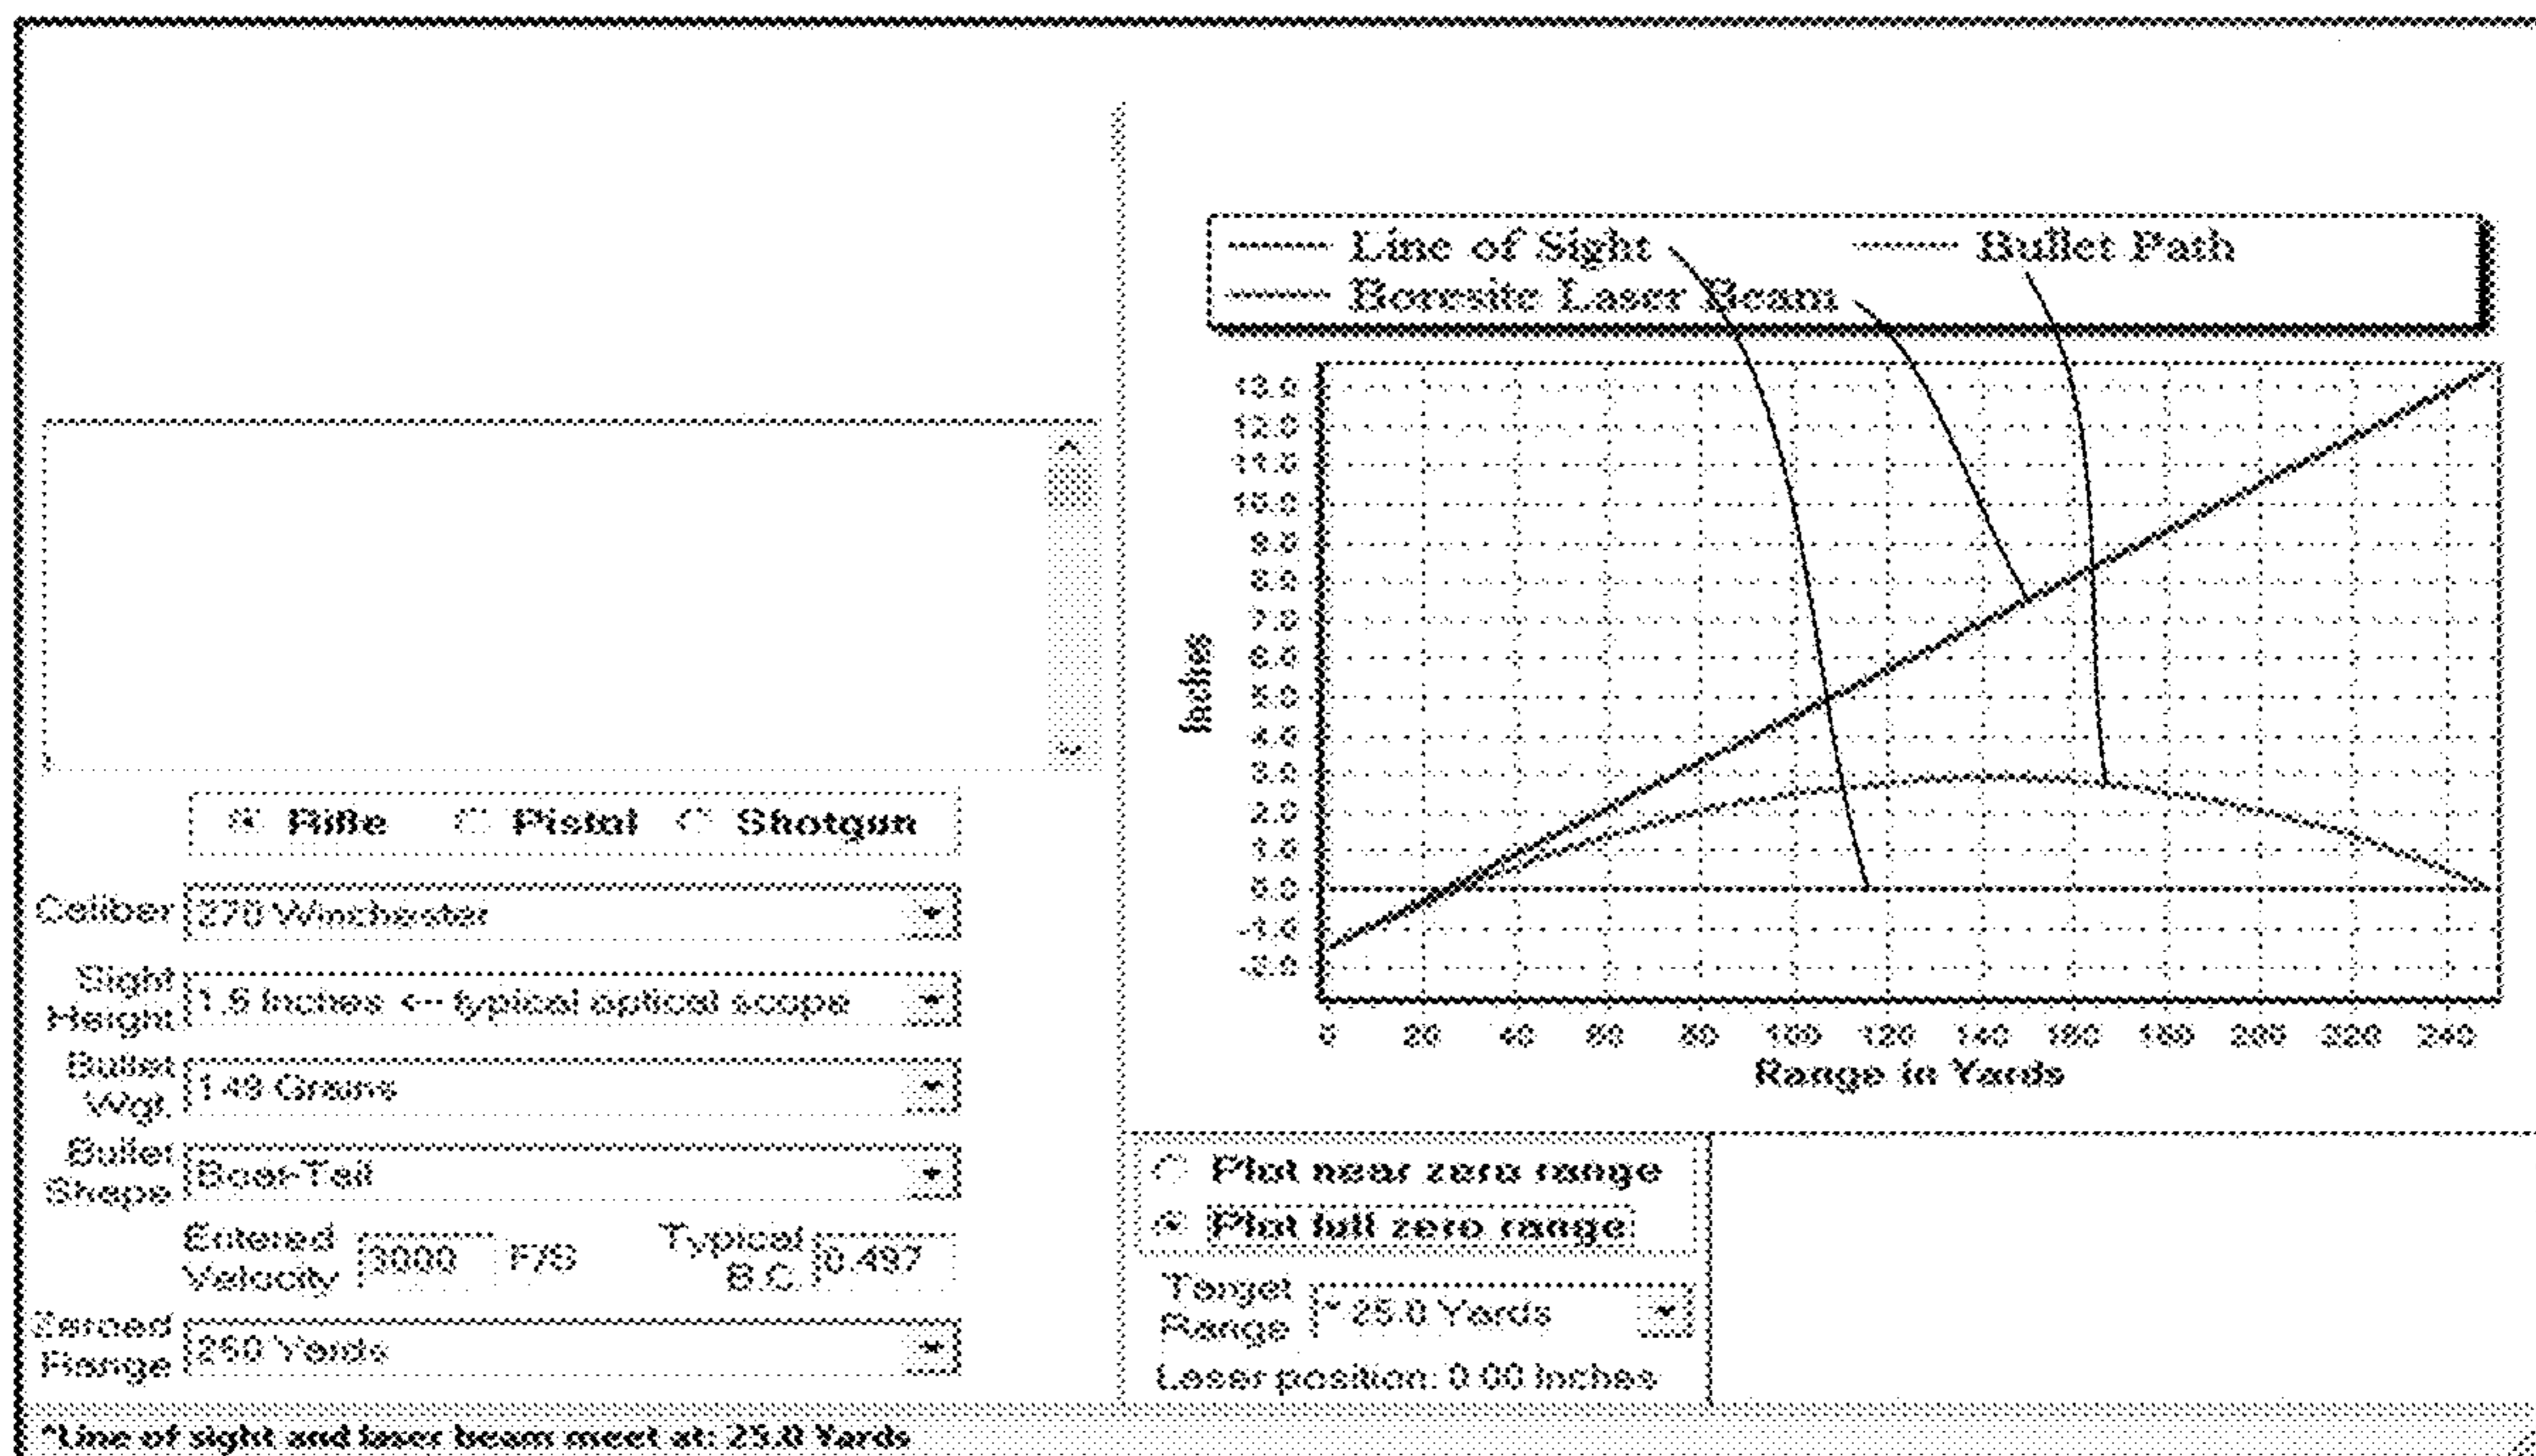 Rifle Pistol Shotgun
Caliber 270 Winchester
Sight Height 1.5 Inches <-- typical optical scope
Bullet Wgt. Grains
Bullet Shape Boat-Tail
Entered Velocity 3000 F/S Typical B.C. 0.497
Zeroed Range 250 Yards
*Line of sight and laser beam meet at: 25.0 Yards
Line of Sight Bullet Path
Boresite Laser Beam
13.0
12.0
11.0
10.0
9.0
8.0
7.0
6.0
5.0
4.0
3.0
2.0
1.0
0.0
-1.0
-2.0
Inches
0 20 40 60 80 100 120 140 160 180 200 220 240
Range in Yards
Plot near zero range
Plot full zero range
Target Range * 25.0 Yards
Laser position: 0.00 Inches